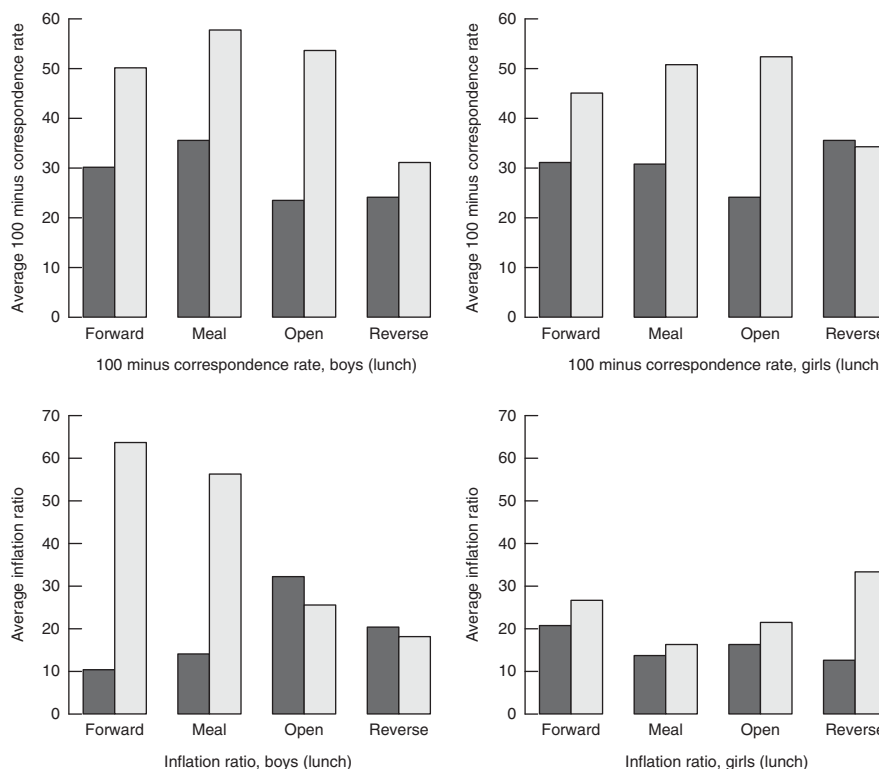 60
50
40
30
20
10
0
Average 100 minus correspondence rate
Forward Meal Open Reverse
100 minus correspondence rate, boys (lunch)
60
50
40
30
20
10
0
Average 100 minus correspondence rate
Forward Meal Open Reverse
100 minus correspondence rate, girls (lunch
70
60
50
40
30
20
10
0
Average inflation ratio
Forward Meal Open Reverse
Inflation ratio, boys (lunch)
70
60
50
40
30
20
10
0
Average inflation ratio
Forward Meal Open Reverse
Inflation ratio, girls (lunch)